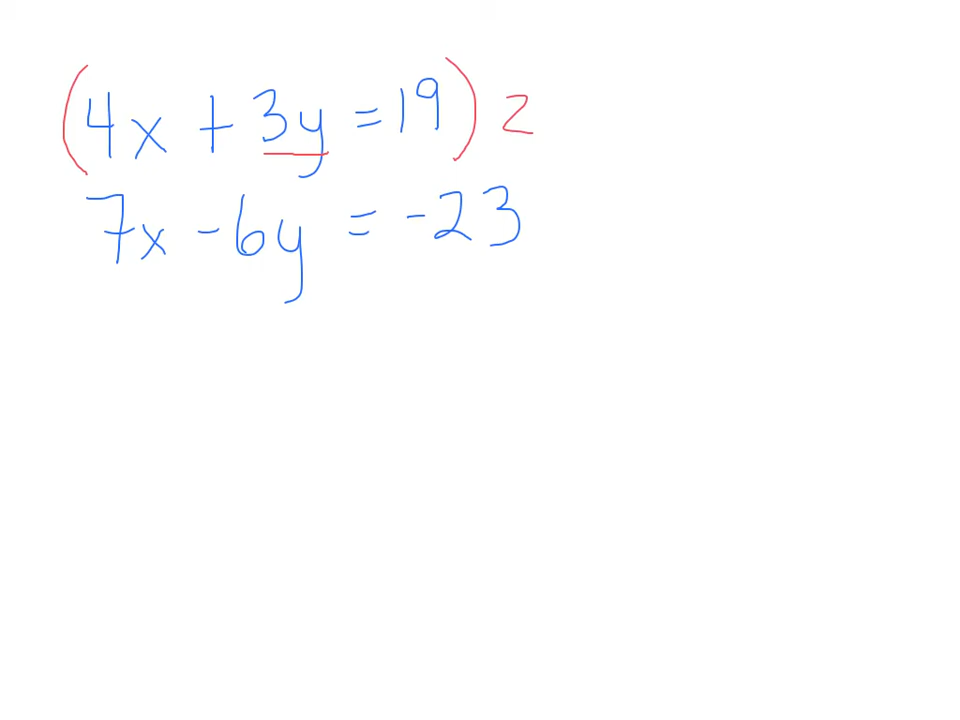 (4x + 3y = 19) 2
7x - 6y = -23